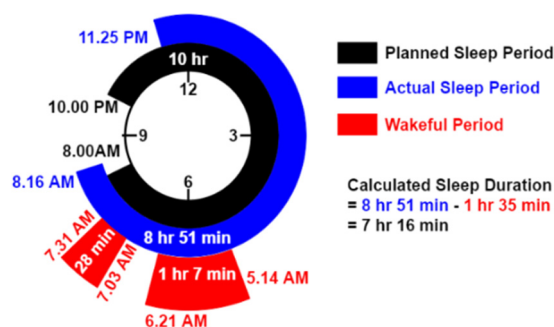 11.25 PM
10 hr
12
10.00 PM
9
3
8.00AM
6
8.16 AM
8 hr 51 min
7.31 AM
28 min
7.03 AM
1 hr 7 min
5.14 AM
6.21 AM
Planned Sleep Period
Actual Sleep Period
Wakeful Period
Calculated Sleep Duration
= 8 hr 51 min - 1 hr 35 min
= 7 hr 16 min